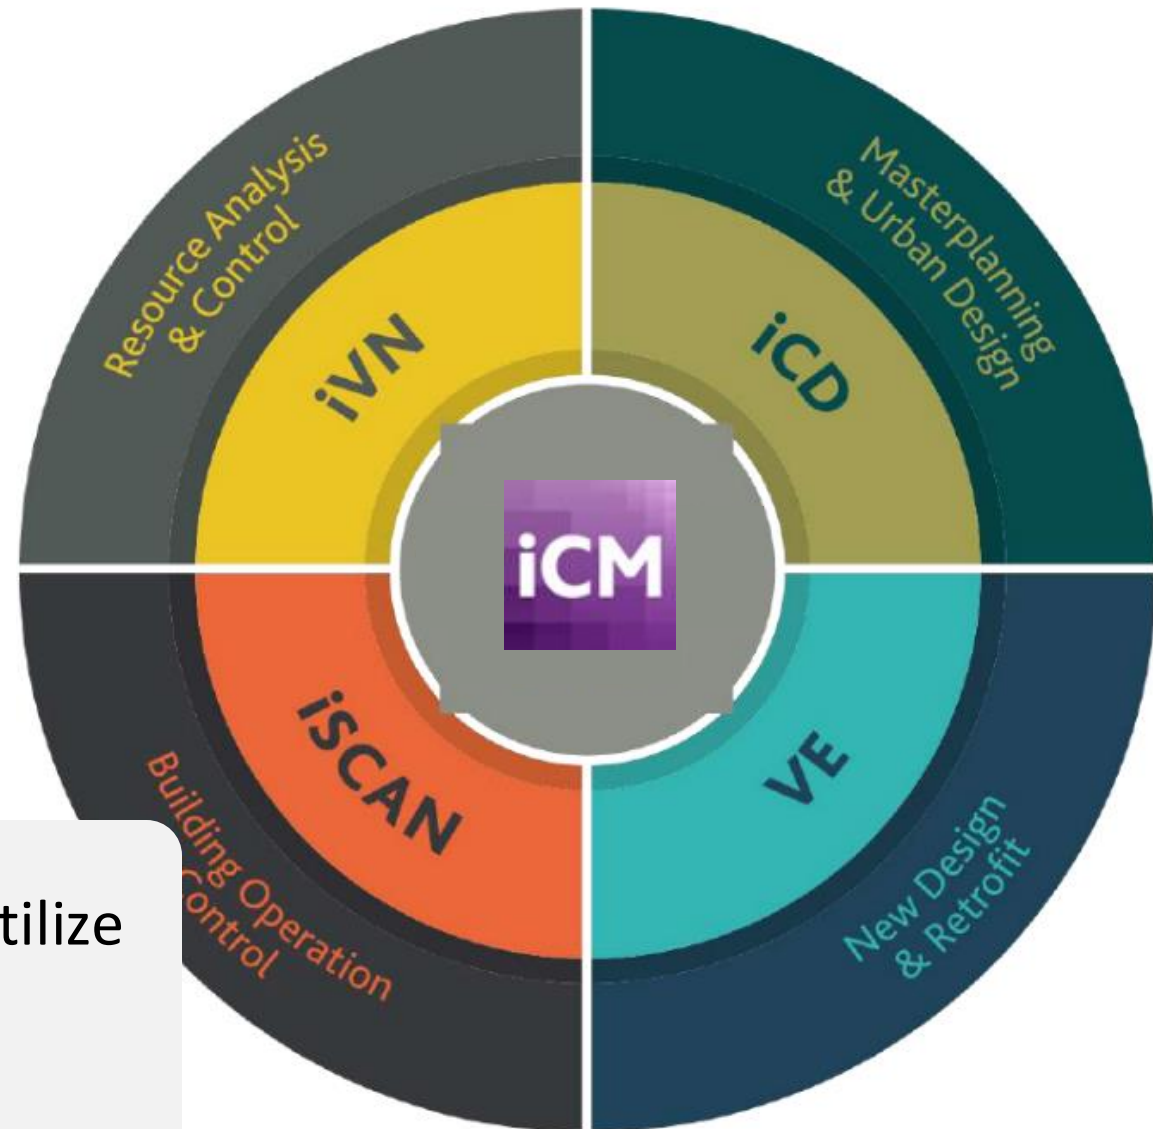 Resource Analysis
& Control
iVN
Masterplanning
& Urban Design
iCD
iCM
iSCAN
Building Operation
Control
VE
New Design
& Retrofit
tilize